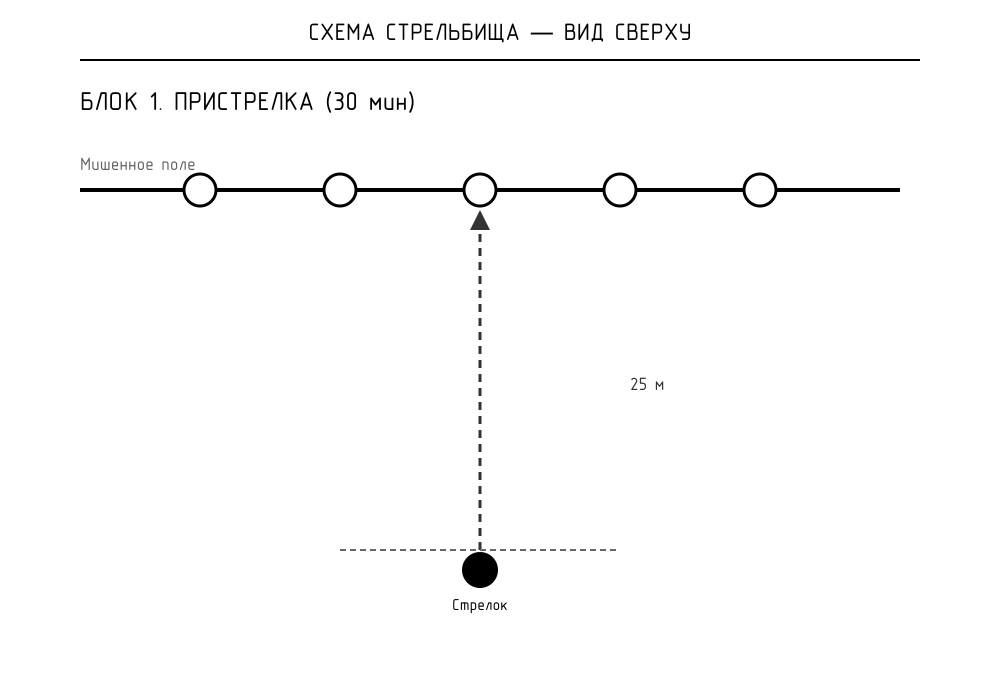 СХЕМА СТРЕЛЬБИЩА — ВИД СВЕРХУ
БЛОК 1. ПРИСТРЕЛКА (30 мин)
Мишенное поле
25 м
Стрелок